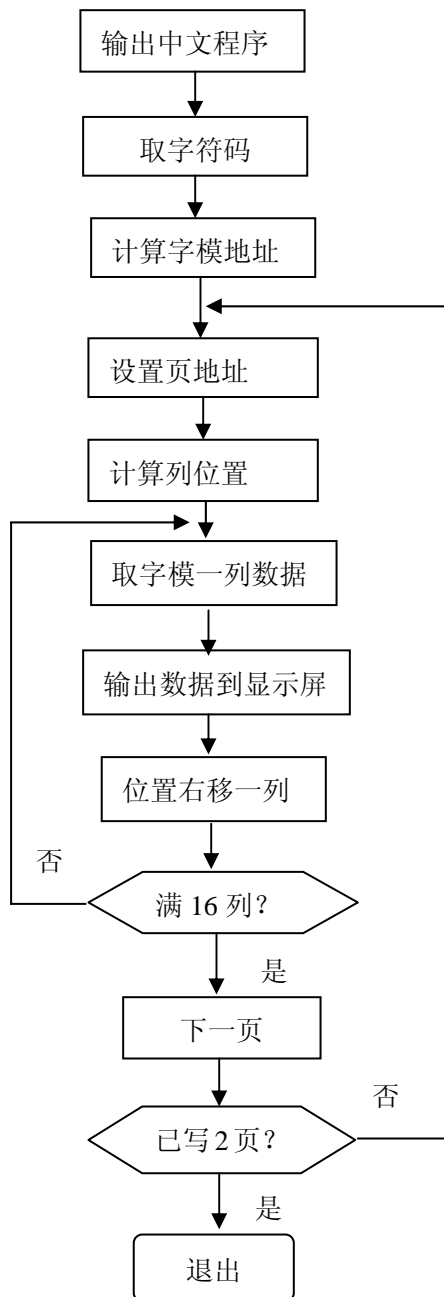 输出中文程序
取字符码
计算字模地址
设置页地址
计算列位置
取字模一列数据
输出数据到显示屏
位置右移一列
否
满 16 列？
是
下一页
否
已写 2 页？
是
退出